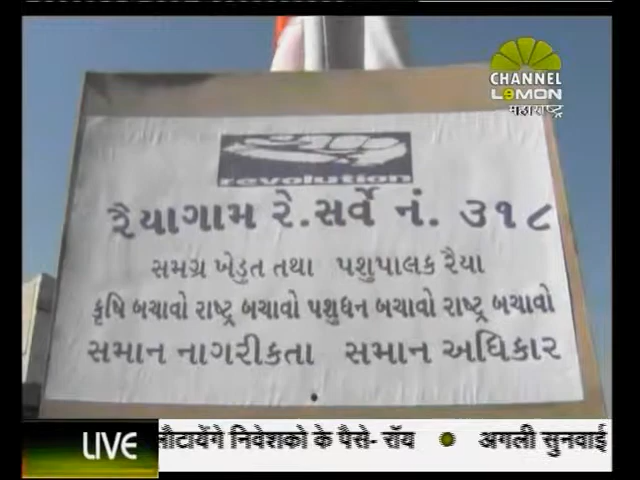 CHANNEL
LEMON
महाराष्ट्र
revolution
રૈયાગામ રે.સર્વે નં. ૩૧૮
સમગ્ર ખેડુત તથા પશુપાલક રૈયા
કૃષિ બચાવો રાષ્ટ્ર બચાવો પશુધન બચાવો રાષ્ટ્ર બચાવો
સમાન નાગરીકતા સમાન અધિકાર
LIVE लौटायेंगे निवेशको के पैसे- रॉय ● अगली सुनवाई